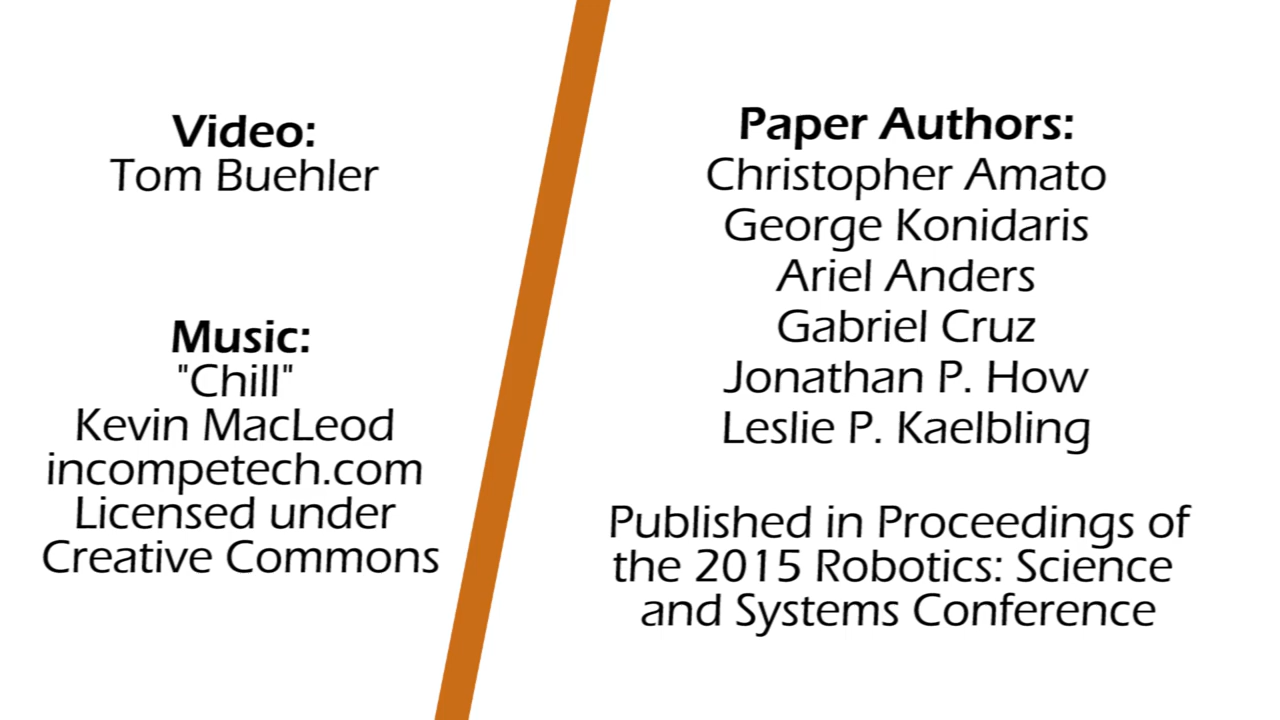 Video:
Tom Buehler
Music:
"Chill"
Kevin MacLeod
incompetech.com
Licensed under
Creative Commons
Paper Authors:
Christopher Amato
George Konidaris
Ariel Anders
Gabriel Cruz
Jonathan P. How
Leslie P. Kaelbling
Published in Proceedings of
the 2015 Robotics: Science
and Systems Conference